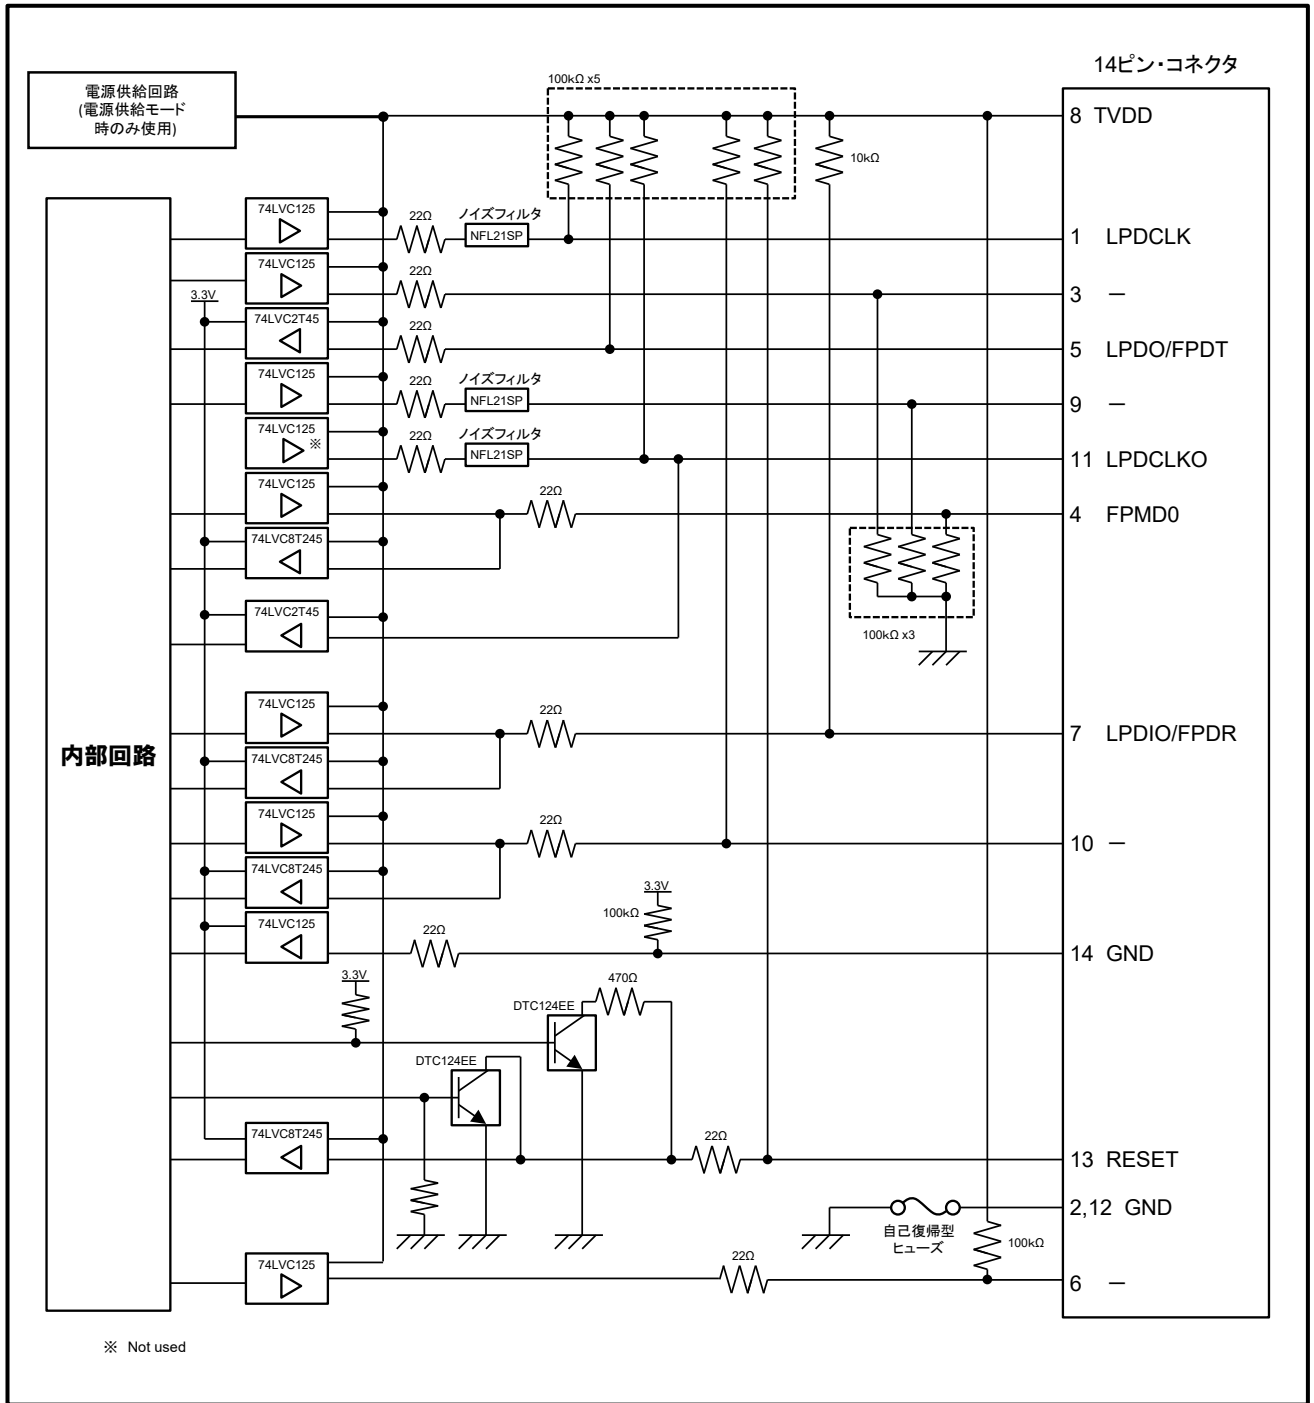 14ピン・コネクタ
電源供給回路
(電源供給モード
時のみ使用)
100kΩ x5
8 TVDD
10kΩ
74LVC125
22Ω
ノイズフィルタ
NFL21SP
1 LPDCLK
74LVC125
22Ω
3 －
3.3V
74LVC2T45
22Ω
5 LPDO/FPDT
74LVC125
22Ω
ノイズフィルタ
NFL21SP
9 －
74LVC125
※
22Ω
ノイズフィルタ
NFL21SP
11 LPDCLKO
74LVC125
22Ω
4 FPMD0
74LVC8T245
74LVC2T45
100kΩ x3
74LVC125
22Ω
7 LPDIO/FPDR
内部回路
74LVC8T245
74LVC125
22Ω
10 －
74LVC8T245
3.3V
100kΩ
74LVC125
22Ω
14 GND
3.3V
470Ω
DTC124EE
DTC124EE
74LVC8T245
22Ω
13 RESET
2,12 GND
自己復帰型
ヒューズ
100kΩ
74LVC125
22Ω
6 －
※ Not used